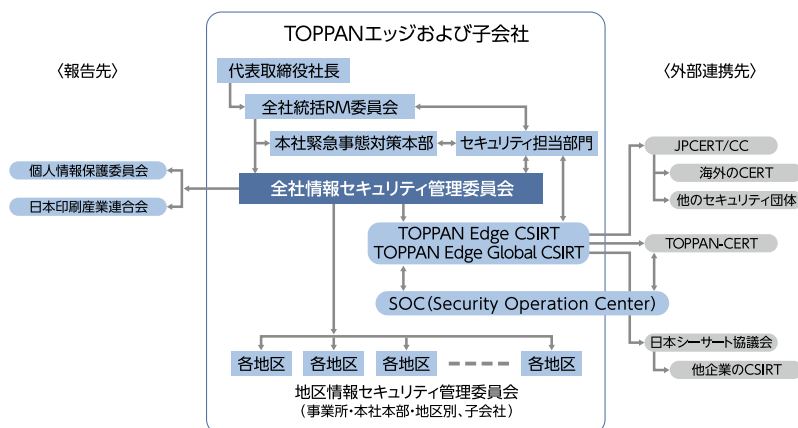 TOPPANエッジおよび子会社
〈報告先〉
〈外部連携先〉
代表取締役社長
全社統括RM委員会
本社緊急事態対策本部
セキュリティ担当部門
JPCERT/CC
個人情報保護委員会
海外のCERT
全社情報セキュリティ管理委員会
日本印刷産業連合会
他のセキュリティ団体
TOPPAN Edge CSIRT
TOPPAN Edge Global CSIRT
TOPPAN-CERT
SOC(Security Operation Center)
日本シーサート協議会
各地区
各地区
各地区
各地区
他企業のCSIRT
地区情報セキュリティ管理委員会
(事業所・本社本部・地区別、子会社)